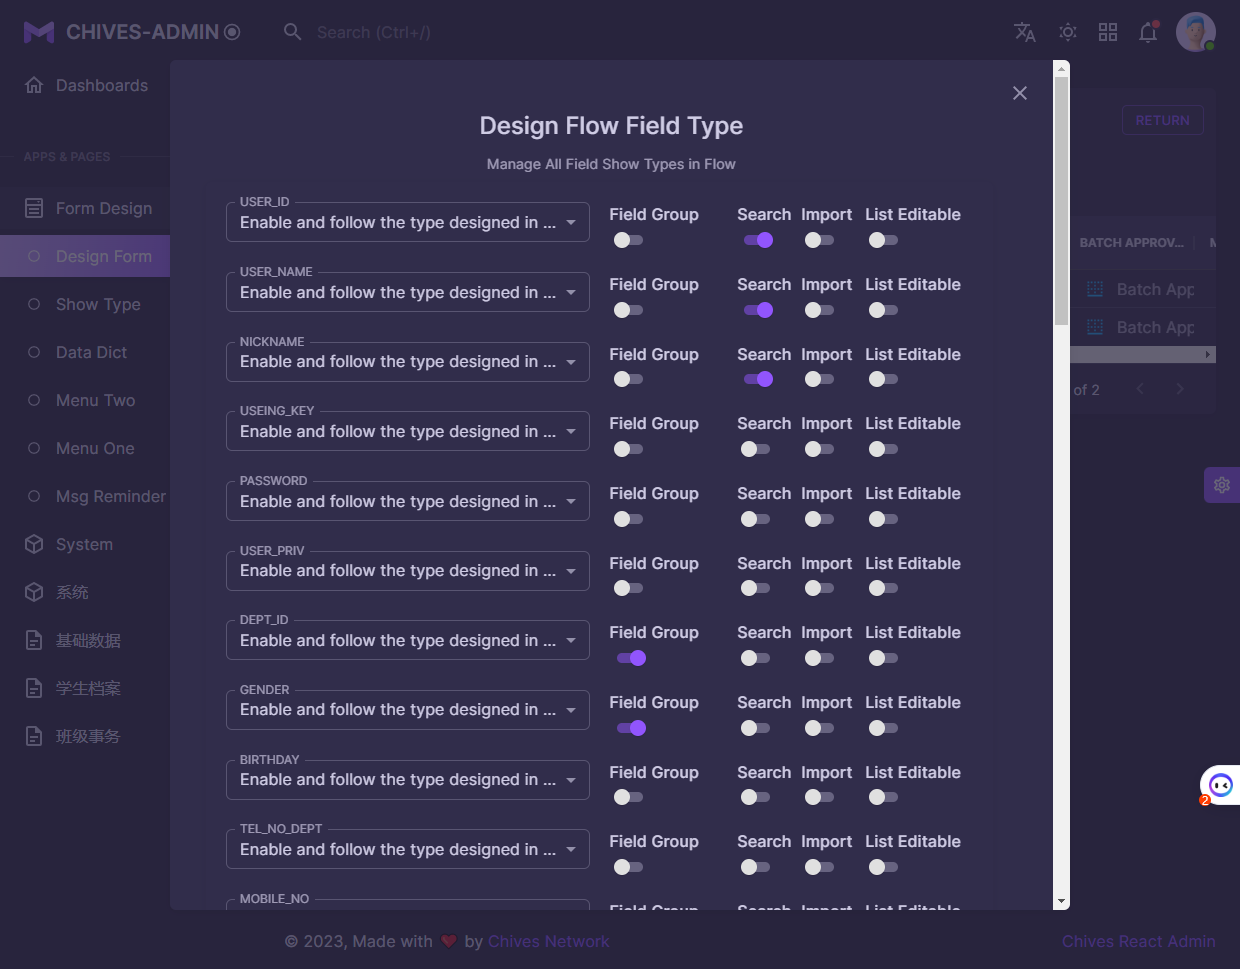 CHIVES-ADMIN
Search (Ctrl+/)
Dashboards
APPS & PAGES
Form Design
Design Form
Show Type
Data Dict
Menu Two
Menu One
Msg Reminder
System
系统
基础数据
学生档案
班级事务
RETURN
BATCH APPROV...
M
Batch App
Batch App
of 2
Design Flow Field Type
Manage All Field Show Types in Flow
USER_ID
Enable and follow the type designed in ...
Field Group Search Import List Editable
USER_NAME
Enable and follow the type designed in ...
Field Group Search Import List Editable
NICKNAME
Enable and follow the type designed in ...
Field Group Search Import List Editable
USEING_KEY
Enable and follow the type designed in ...
Field Group Search Import List Editable
PASSWORD
Enable and follow the type designed in ...
Field Group Search Import List Editable
USER_PRIV
Enable and follow the type designed in ...
Field Group Search Import List Editable
DEPT_ID
Enable and follow the type designed in ...
Field Group Search Import List Editable
GENDER
Enable and follow the type designed in ...
Field Group Search Import List Editable
BIRTHDAY
Enable and follow the type designed in ...
Field Group Search Import List Editable
TEL_NO_DEPT
Enable and follow the type designed in ...
Field Group Search Import List Editable
MOBILE_NO
Field Group Search Import List Editable
2
© 2023, Made with ❤ by Chives Network
Chives React Admin